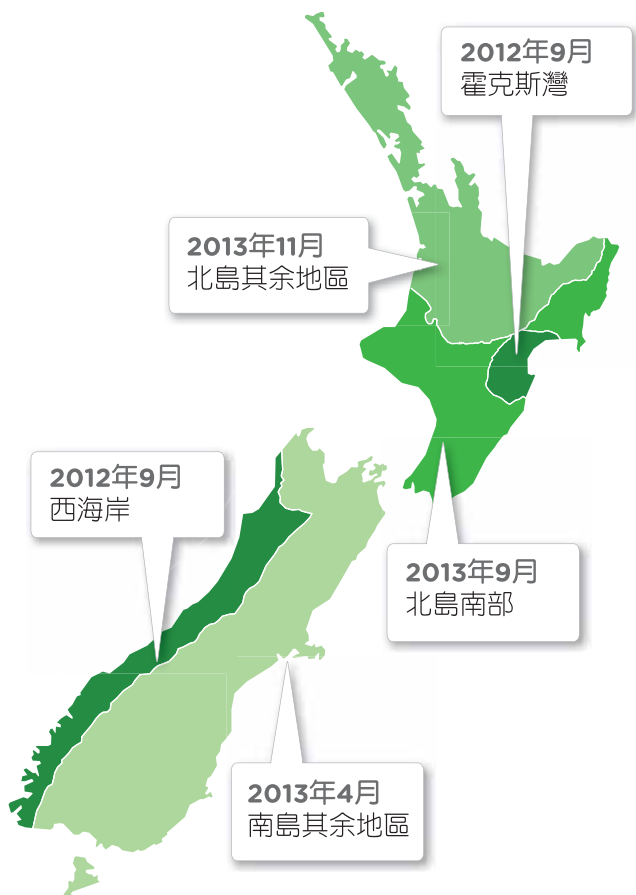 2012年9月
霍克斯灣
2013年11月
北島其余地區
2012年9月
西海岸
2013年9月
北島南部
2013年4月
南島其余地區